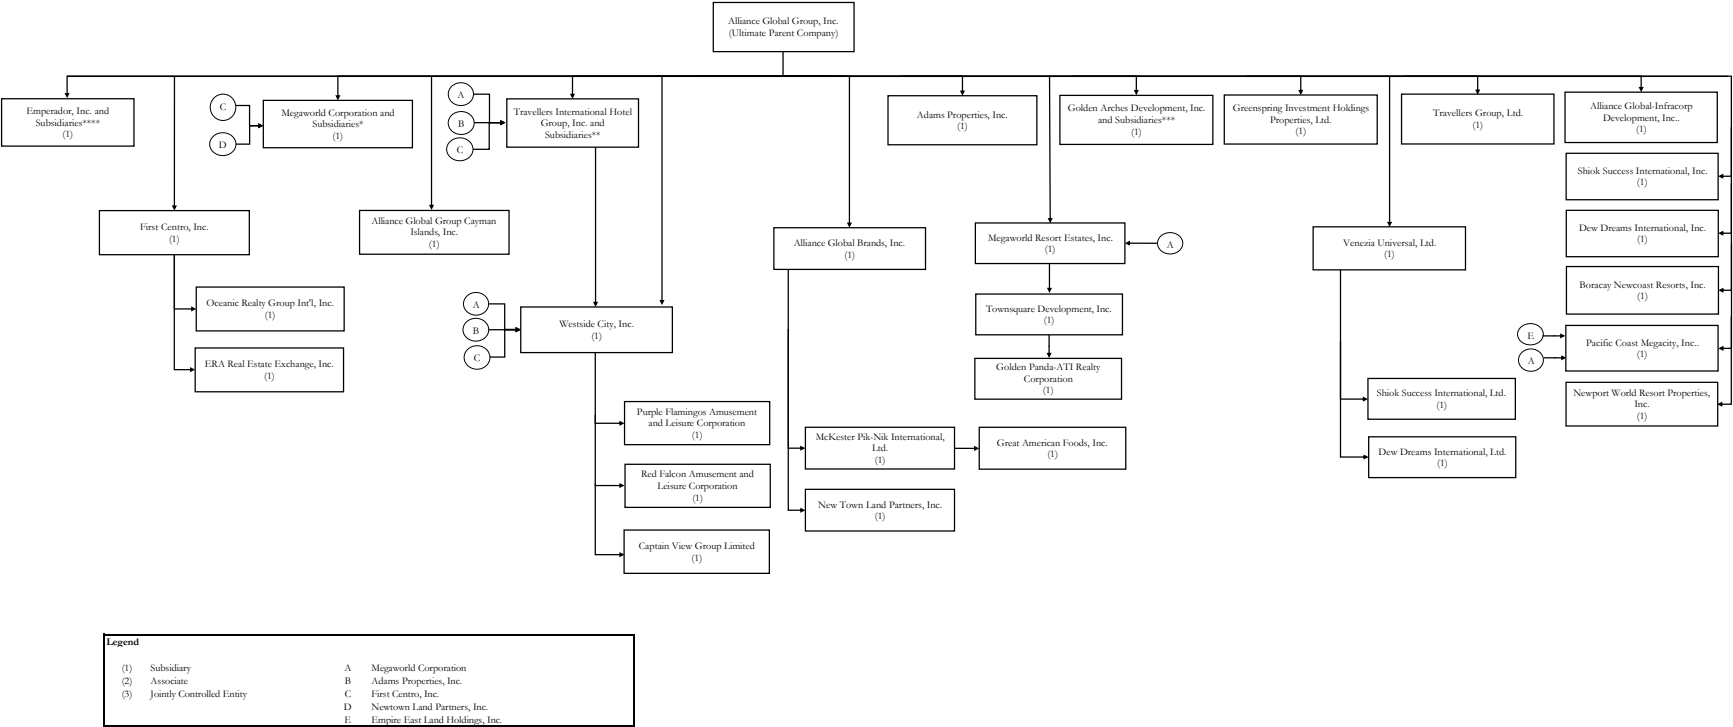 Alliance Global Group, Inc.
(Ultimate Parent Company)
Emperador, Inc. and
Subsidiaries****
(1)
C
D
Megaworld Corporation and
Subsidiaries*
(1)
A
B
C
Travellers International Hotel
Group, Inc. and
Subsidiaries**
(1)
Adams Properties, Inc.
(1)
Golden Arches Development, Inc.
and Subsidiaries***
(1)
Greenspring Investment Holdings
Properties, Ltd.
(1)
Travellers Group, Ltd.
(1)
Alliance Global-Infracorp
Development, Inc..
(1)
Shiok Success International, Inc.
(1)
Dew Dreams International, Inc.
(1)
Boracay Newcoast Resorts, Inc.
(1)
E
A
Pacific Coast Megacity, Inc..
(1)
Newport World Resort Properties,
Inc.
(1)
First Centro, Inc.
(1)
Oceanic Realty Group Int'l, Inc.
(1)
ERA Real Estate Exchange, Inc.
(1)
Alliance Global Group Cayman
Islands, Inc.
(1)
A
B
C
Westside City, Inc.
(1)
Purple Flamingos Amusement
and Leisure Corporation
(1)
Red Falcon Amusement and
Leisure Corporation
(1)
Captain View Group Limited
(1)
Alliance Global Brands, Inc.
(1)
McKester Pik-Nik International,
Ltd.
(1)
Great American Foods, Inc.
(1)
New Town Land Partners, Inc.
(1)
Megaworld Resort Estates, Inc.
(1)
A
Townsquare Development, Inc.
(1)
Golden Panda-ATI Realty
Corporation
(1)
Venezia Universal, Ltd.
(1)
Shiok Success International, Ltd.
(1)
Dew Dreams International, Ltd.
(1)
Legend
(1) Subsidiary A Megaworld Corporation
(2) Associate B Adams Properties, Inc.
(3) Jointly Controlled Entity C First Centro, Inc.
D Newtown Land Partners, Inc.
E Empire East Land Holdings, Inc.